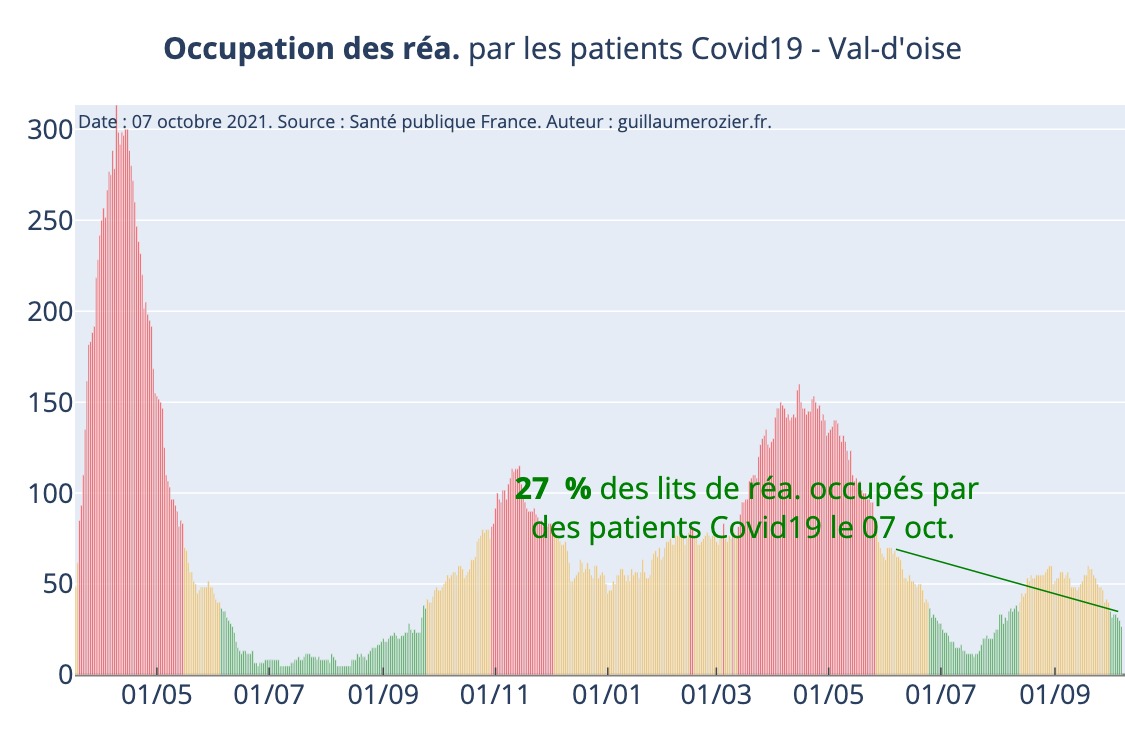 Occupation des réa. par les patients Covid19 - Val-d'oise
Date : 07 octobre 2021. Source : Santé publique France. Auteur : guillaumerozier.fr.
300
250
200
150
100
50
0
27 % des lits de réa. occupés par
des patients Covid19 le 07 oct.
01/05 01/07 01/09 01/11 01/01 01/03 01/05 01/07 01/09